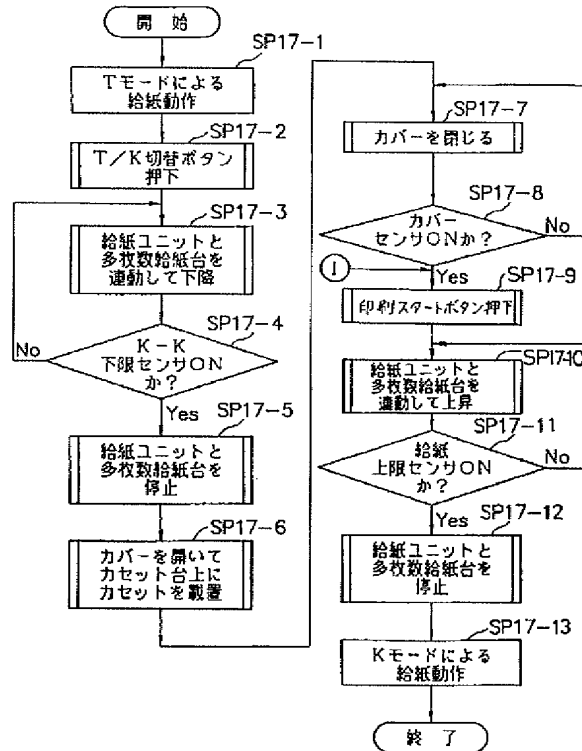 開始
SP17-1
Tモードによる
給紙動作
SP17-2
T/K切替ボタン
押下
SP17-3
給紙ユニットと
多枚数給紙台を
連動して下降
SP17-4
No
K-K
下限センサON
か?
Yes
SP17-5
給紙ユニットと
多枚数給紙台を
停止
SP17-6
カバーを開いて
カセット台上に
カセットを載置
SP17-7
カバーを閉じる
SP17-8
カバー
センサONか?
No
1
Yes
SP17-9
印刷スタートボタン押下
SP17-10
給紙ユニットと
多枚数給紙台を
連動して上昇
SP17-11
給紙
上限センサON
か?
No
Yes
SP17-12
給紙ユニットと
多枚数給紙台を
停止
SP17-13
Kモードによる
給紙動作
終了